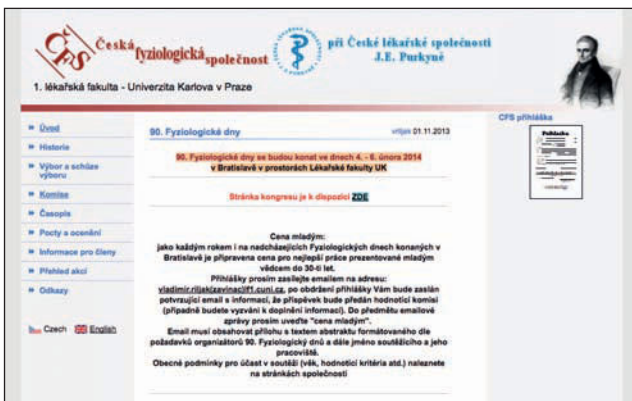 ČFS
Česká
fyziologická
společnost
při České lékařské společnosti
J.E. Purkyně
1. lékařská fakulta - Univerzita Karlova v Praze
Úvod
Historie
Výbor a schůze
výboru
Komise
Časopis
Pocty a ocenění
Informace pro členy
Přehled akcí
Odkazy
Czech English
90. Fyziologické dny
vrlljak 01.11.2013
90. Fyziologické dny se budou konat ve dnech 4. - 6. února 2014
v Bratislavě v prostorách Lékařské fakulty UK
Stránka kongresu je k dispozici ZDE
Cena mladým:
jako každým rokem i na nadcházejících Fyziologických dnech konaných v
Bratislavě je připravena cena pro nejlepší práce prezentované mladým
vědcem do 30-ti let.
Přihlášky prosím zasílejte emailem na adresu:
vladimir.riljak(zavinac)lf1.cuni.cz, po obdržení přihlášky Vám bude zaslán
potvrzující email s informací, že příspěvek bude předán hodnotící komisi
(případně budete vyzváni k doplnění informací). Do předmětu emailové
zprávy prosím uveďte "cena mladým".
Email musí obsahovat přílohu s textem abstraktu formátovaného dle
požadavků organizátorů 90. Fyziologický dnů a dále jméno soutěžícího a jeho
pracoviště.
Obecné podmínky pro účast v soutěži (věk, hodnotící kritéria atd.) naleznete
na stránkách společnosti
CFS přihláška
Přihláška